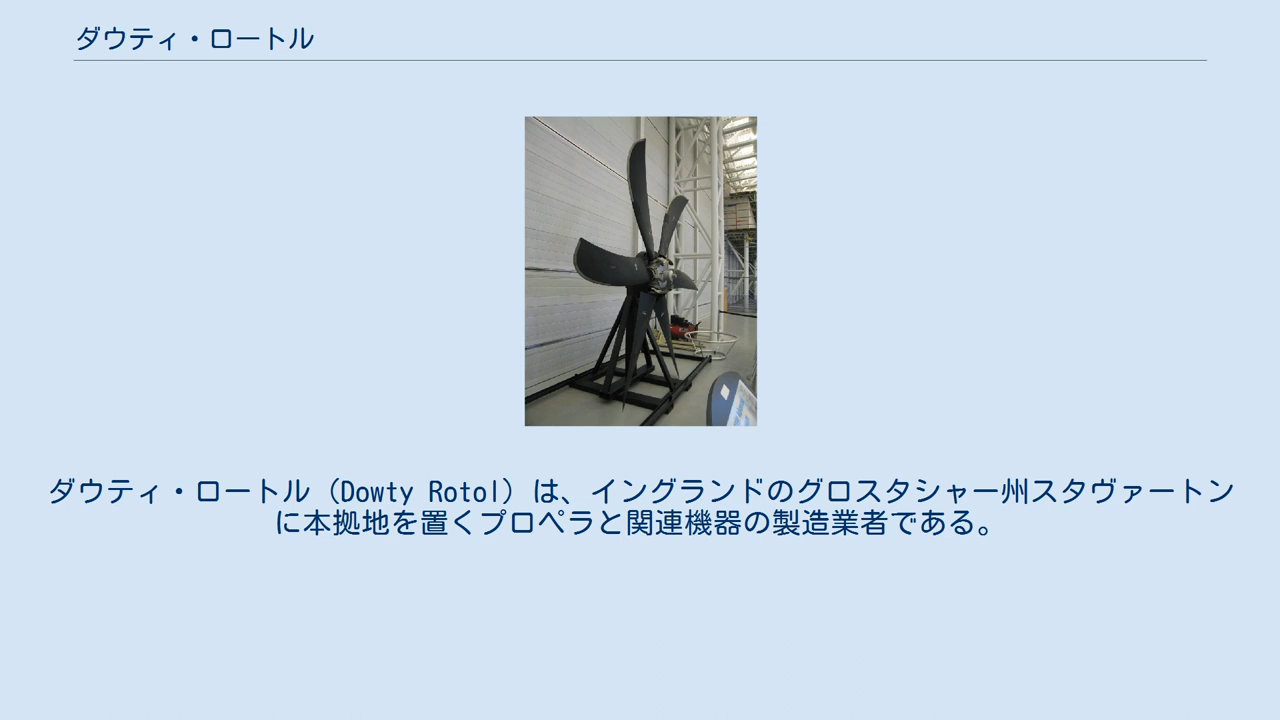 ダウティ・ロートル
ダウティ・ロートル（Dowty Rotol）は、イングランドのグロスタシャー州スタヴァートン
に本拠地を置くプロペラと関連機器の製造業者である。